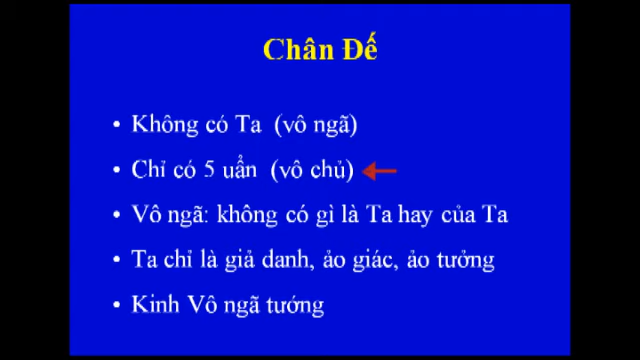 Chân Đế
• Không có Ta (vô ngã)
• Chỉ có 5 uẩn (vô chủ)
• Vô ngã: không có gì là Ta hay của Ta
• Ta chỉ là giả danh, ảo giác, ảo tưởng
• Kinh Vô ngã tướng